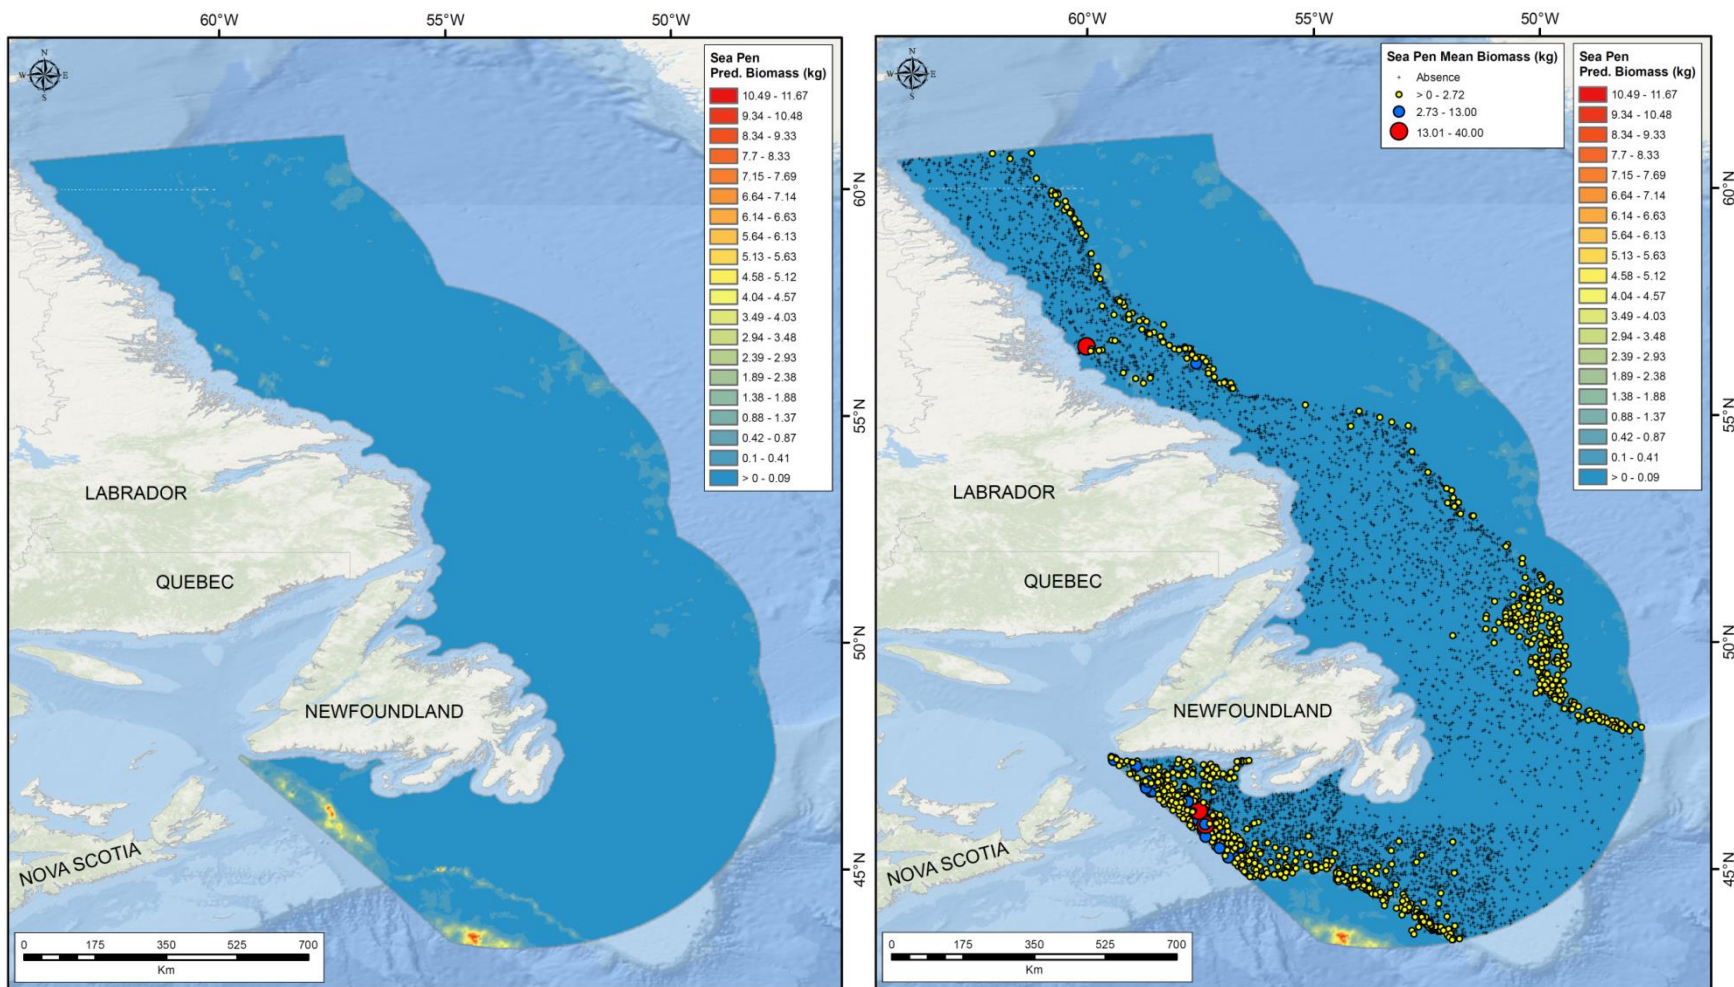 60°W 55°W 50°W
N
W E
S
Sea Pen
Pred. Biomass (kg)
10.49 - 11.67
9.34 - 10.48
8.34 - 9.33
7.7 - 8.33
7.15 - 7.69
6.64 - 7.14
6.14 - 6.63
5.64 - 6.13
5.13 - 5.63
4.58 - 5.12
4.04 - 4.57
3.49 - 4.03
2.94 - 3.48
2.39 - 2.93
1.89 - 2.38
1.38 - 1.88
0.88 - 1.37
0.42 - 0.87
0.1 - 0.41
> 0 - 0.09
60°N
55°N
50°N
45°N
LABRADOR
QUEBEC
NEWFOUNDLAND
NOVA SCOTIA
0 175 350 525 700
Km
60°W 55°W 50°W
N
W E
S
Sea Pen Mean Biomass (kg)
Absence
> 0 - 2.72
2.73 - 13.00
13.01 - 40.00
Sea Pen
Pred. Biomass (kg)
10.49 - 11.67
9.34 - 10.48
8.34 - 9.33
7.7 - 8.33
7.15 - 7.69
6.64 - 7.14
6.14 - 6.63
5.64 - 6.13
5.13 - 5.63
4.58 - 5.12
4.04 - 4.57
3.49 - 4.03
2.94 - 3.48
2.39 - 2.93
1.89 - 2.38
1.38 - 1.88
0.88 - 1.37
0.42 - 0.87
0.1 - 0.41
> 0 - 0.09
60°N
55°N
50°N
45°N
LABRADOR
QUEBEC
NEWFOUNDLAND
NOVA SCOTIA
0 175 350 525 700
Km